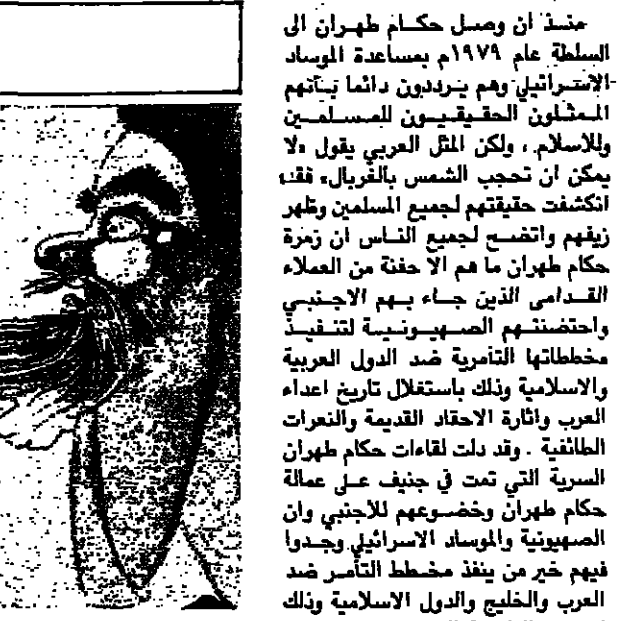 منذ ان وصل حكام طهران الى
السلطة عام ١٩٧٩م بمساعدة الموساد
الاسرائيلي وهم يرددون دائما بأنهم
الممثلون الحقيقيون للمسلمين
وللاسلام ، ولكن المثل العربي يقول «لا
يمكن ان تحجب الشمس بالغربال» فقد
انكشفت حقيقتهم لجميع المسلمين وظهر
زيفهم واتضح لجميع الناس ان زمرة
حكام طهران ما هم الا حفنة من العملاء
القدامى الذين جاء بهم الاجنبي
واحتضنتهم الصهيونية لتنفيذ
مخططاتها التأمرية ضد الدول العربية
والاسلامية وذلك باستغلال تاريخ اعداء
العرب واثارة الاحقاد القديمة والنعرات
الطائفية . وقد دلت لقاءات حكام طهران
السرية التي تمت في جنيف على عمالة
حكام طهران وخضوعهم للأجنبي وان
الصهيونية والموساد الاسرائيلي وجدوا
فيهم خير من ينفذ مخطط التأمر ضد
العرب والخليج والدول الاسلامية وذلك